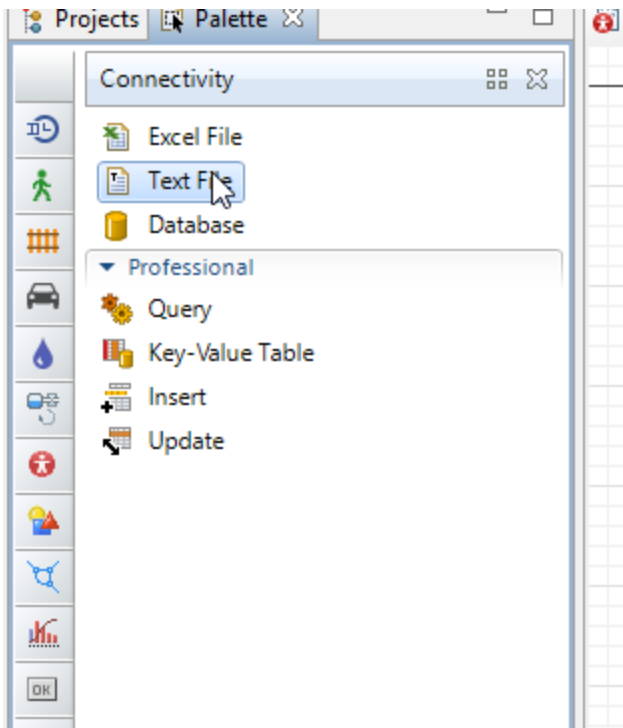 Projects Palette
Connectivity
Excel File
Text File
Database
Professional
Query
Key-Value Table
Insert
Update
OK